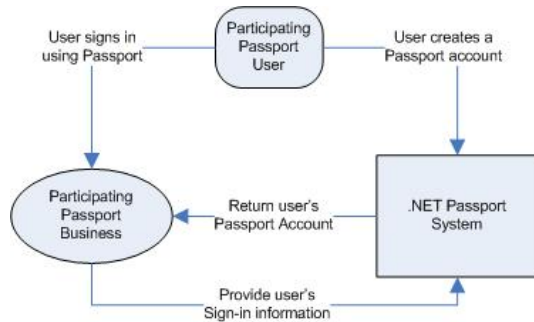 User signs in
using Passport
Participating
Passport
User
User creates a
Passport account
Participating
Passport
Business
Return user's
Passport Account
.NET Passport
System
Provide user's
Sign-in information